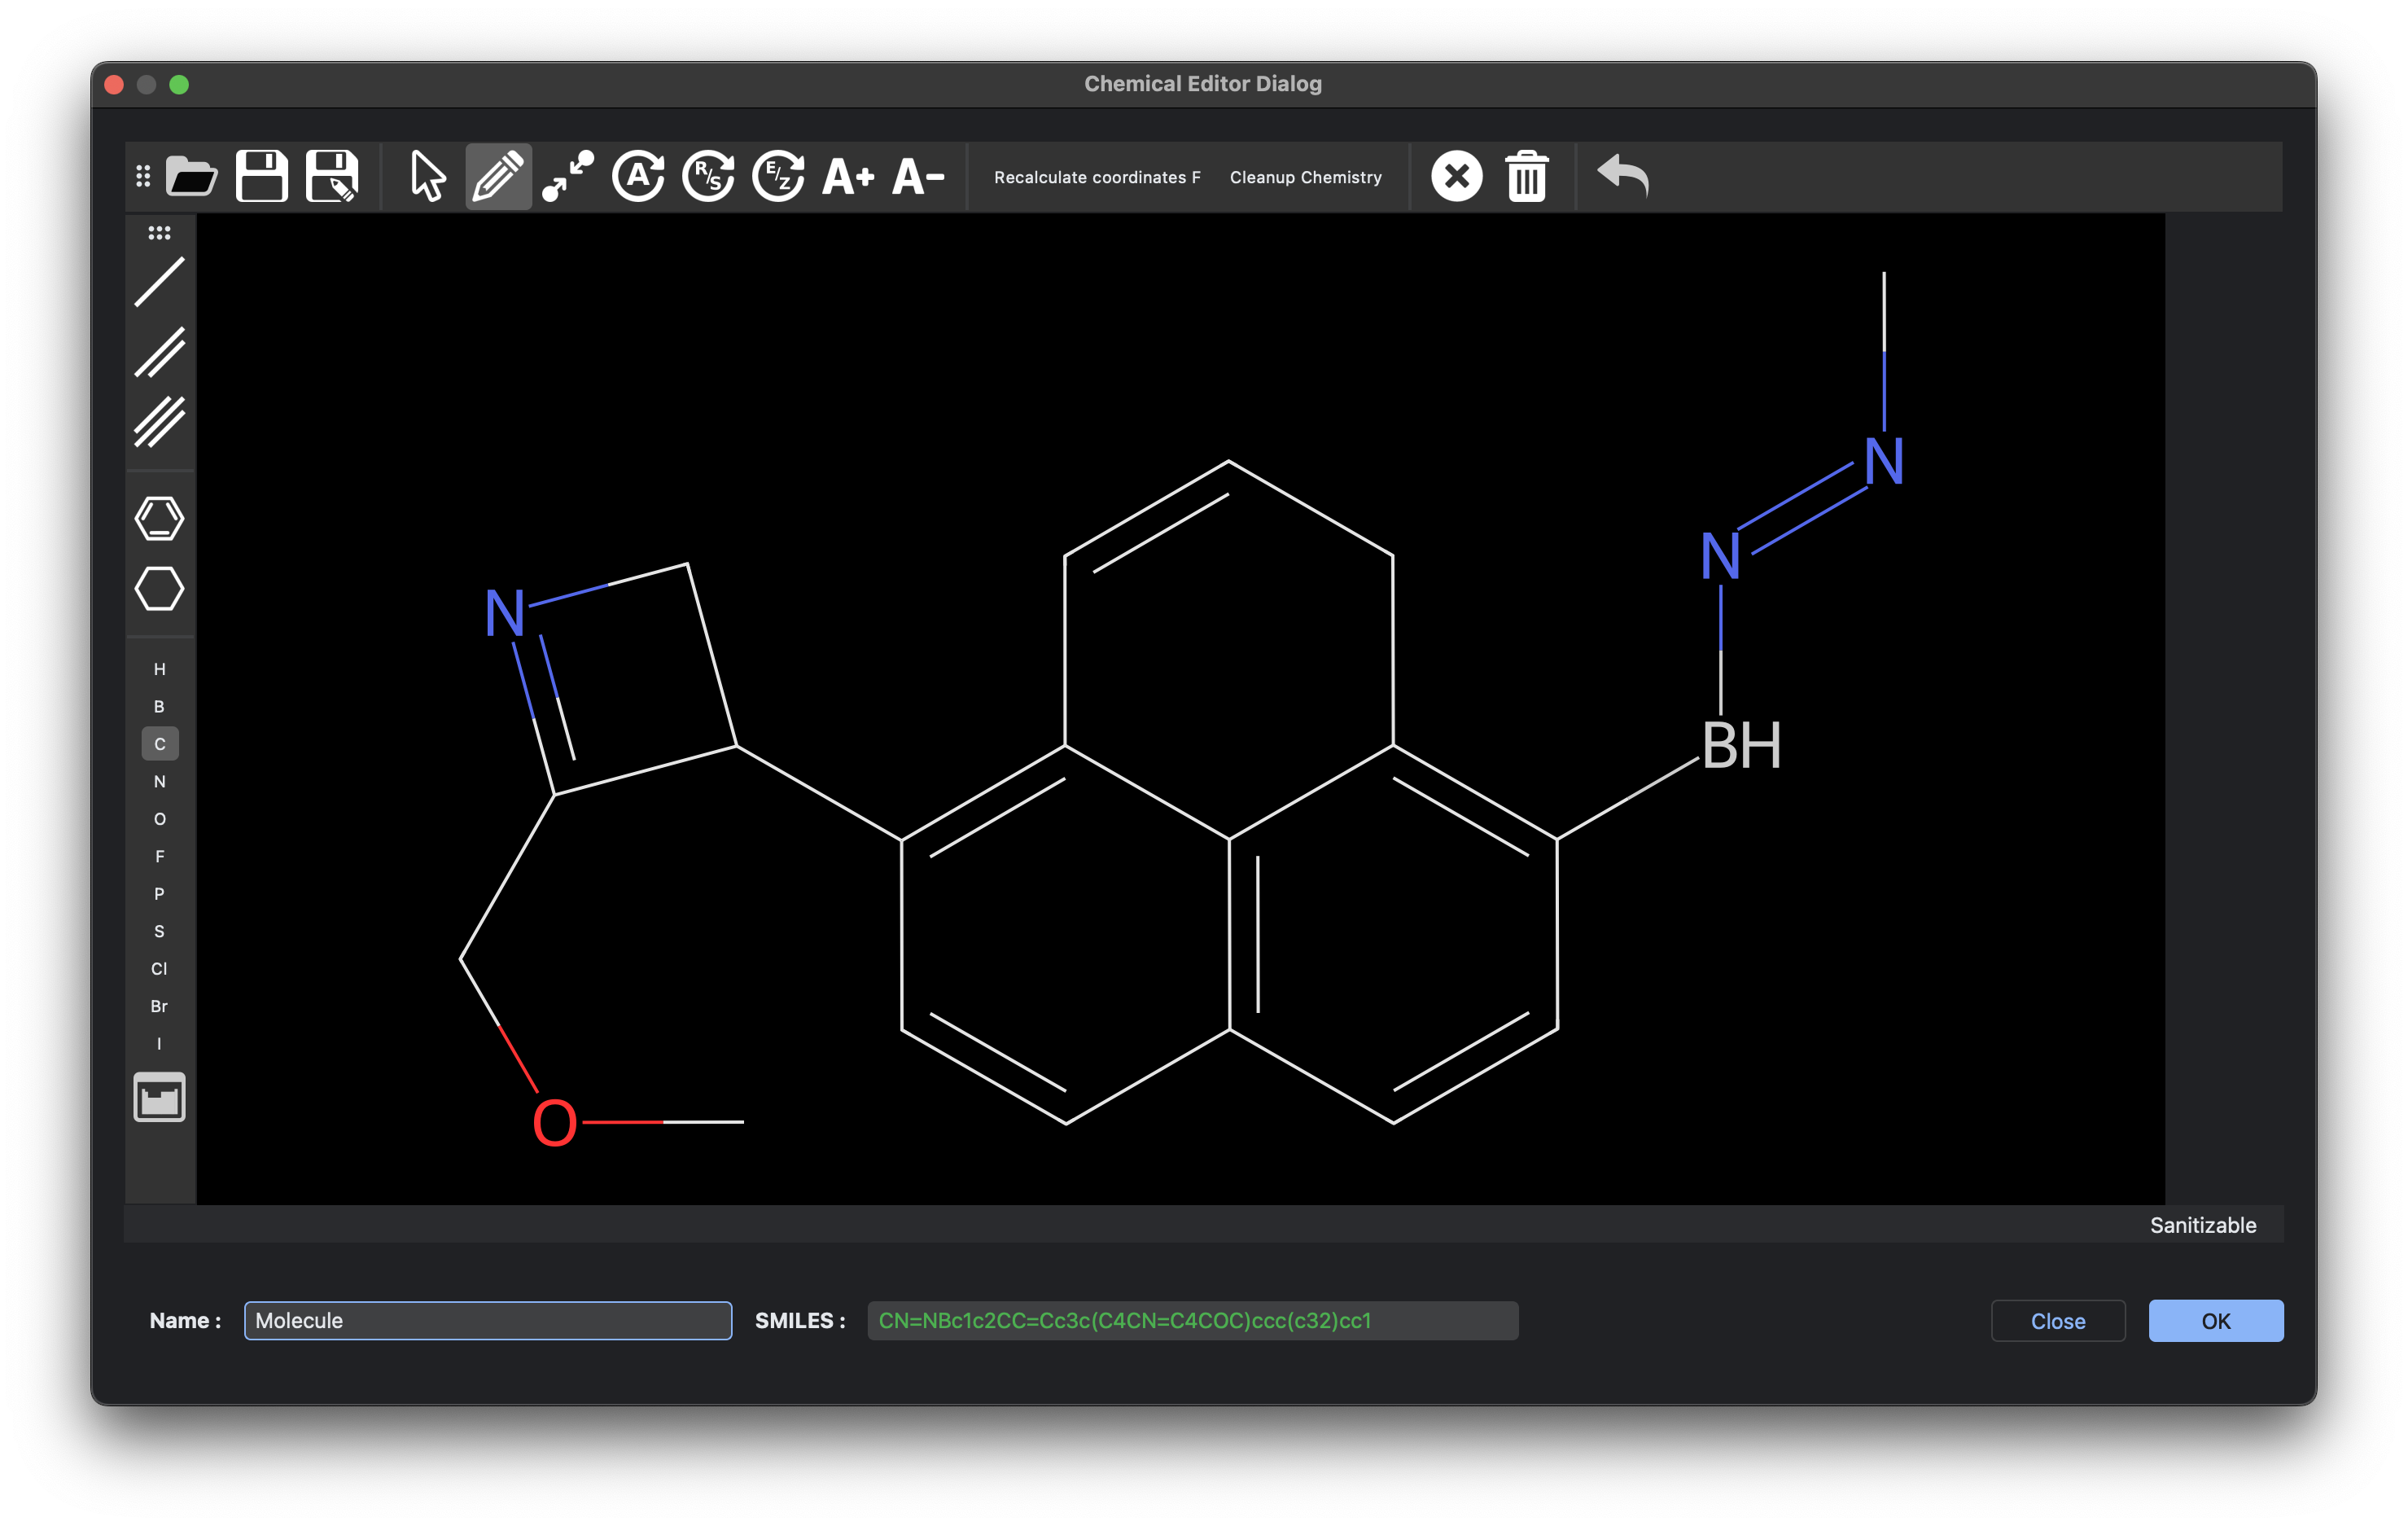 Chemical Editor Dialog
A R/S E/Z A+ A- Recalculate coordinates F Cleanup Chemistry
H
B
C
N
O
F
P
S
Cl
Br
I
N
N
N
BH
O
Sanitizable
Name : Molecule SMILES : CN=NBc1c2CC=Cc3c(C4CN=C4COC)ccc(c32)cc1 Close OK